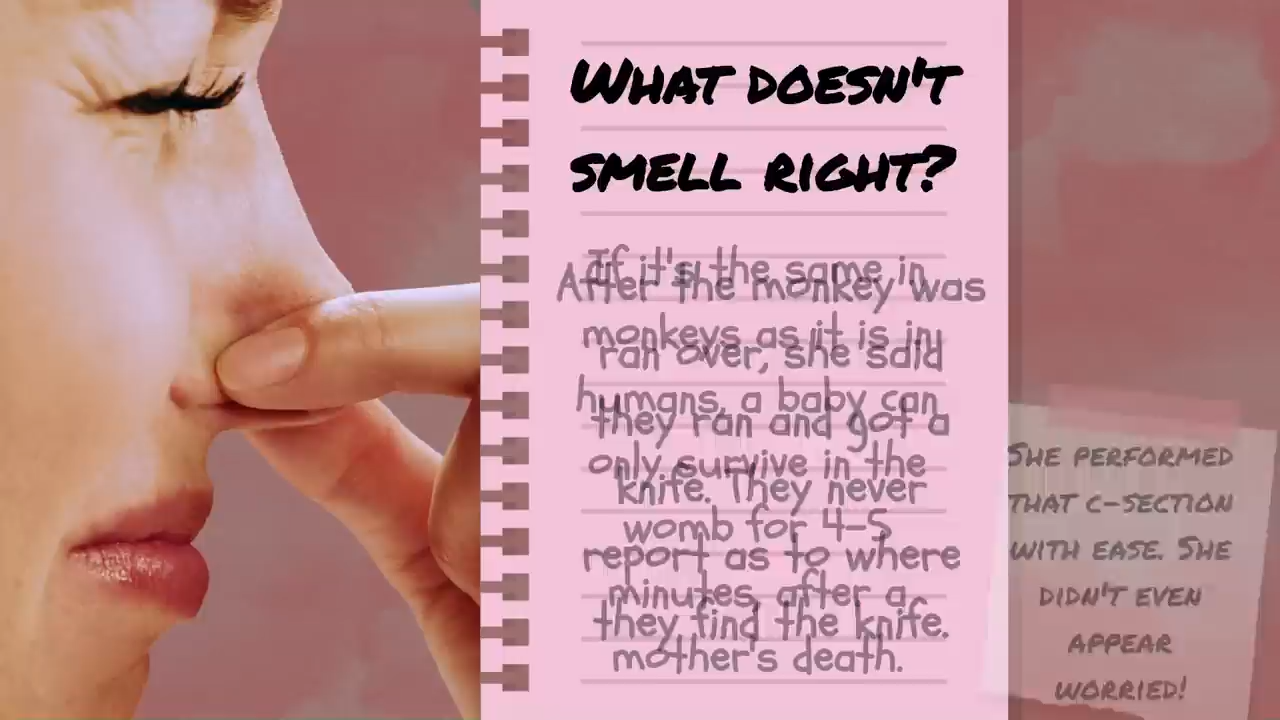 WHAT DOESN'T
SMELL RIGHT?
If it's the same in
monkeys as it is in
humans, a baby can
only survive in the
womb for 4-5
minutes, after a
mother's death.
After the monkey was
ran over, she said
they ran and got a
knife. They never
report as to where
they find the knife.
SHE PERFORMED
THAT C-SECTION
WITH EASE. SHE
DIDN'T EVEN
APPEAR
WORRIED!